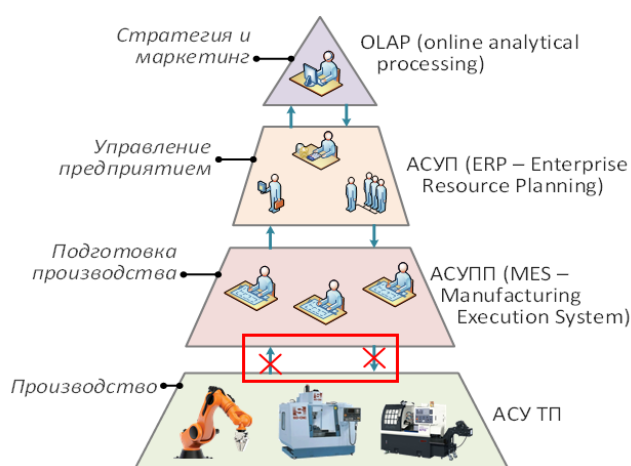 Стратегия и
маркетинг
OLAP (online analytical
processing)
Управление
предприятием
АСУП (ERP – Enterprise
Resource Planning)
Подготовка
производства
АСУПП (MES –
Manufacturing
Execution System)
Производство
АСУ ТП